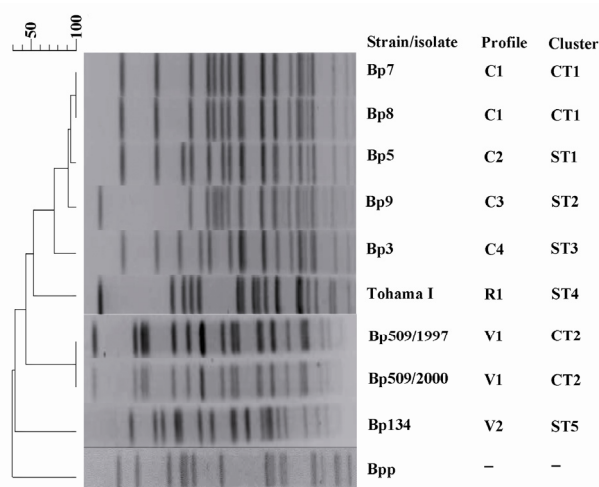 50
100
Strain/isolate Profile Cluster
Bp7 C1 CT1
Bp8 C1 CT1
Bp5 C2 ST1
Bp9 C3 ST2
Bp3 C4 ST3
Tohama I R1 ST4
Bp509/1997 V1 CT2
Bp509/2000 V1 CT2
Bp134 V2 ST5
Bpp – –